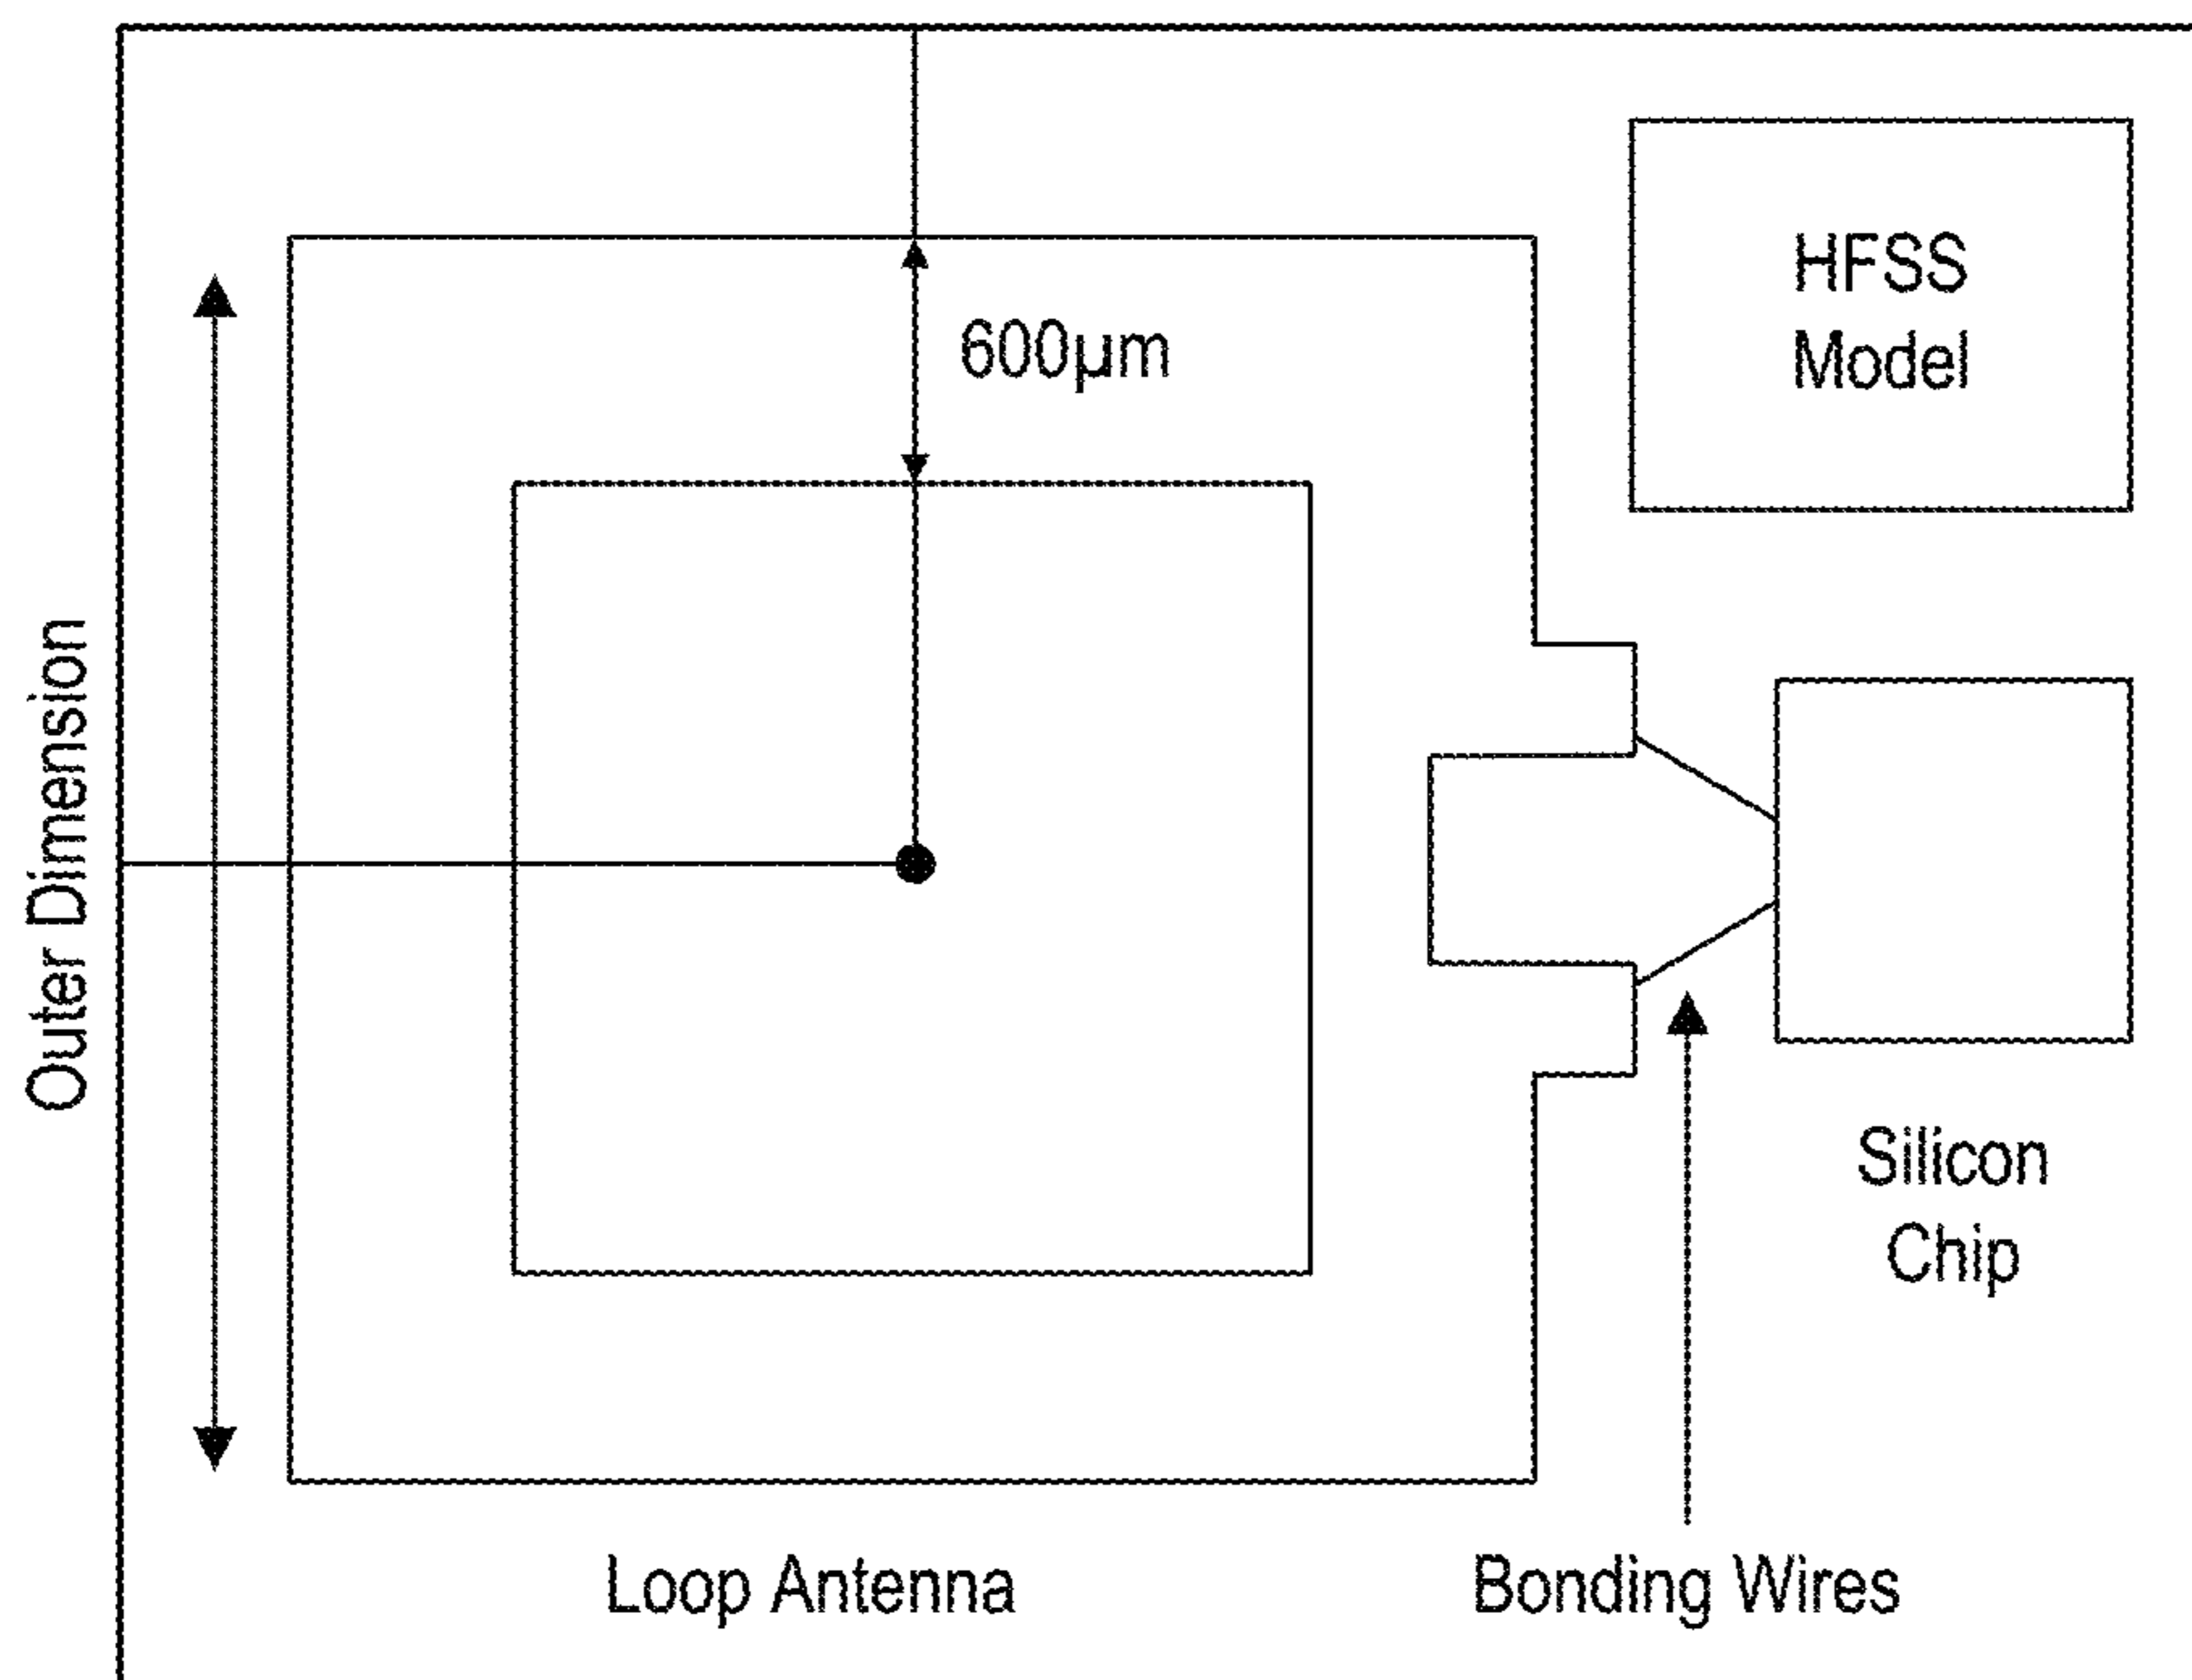 HFSS
Model
600µm
Outer Dimension
Silicon
Chip
Loop Antenna
Bonding Wires